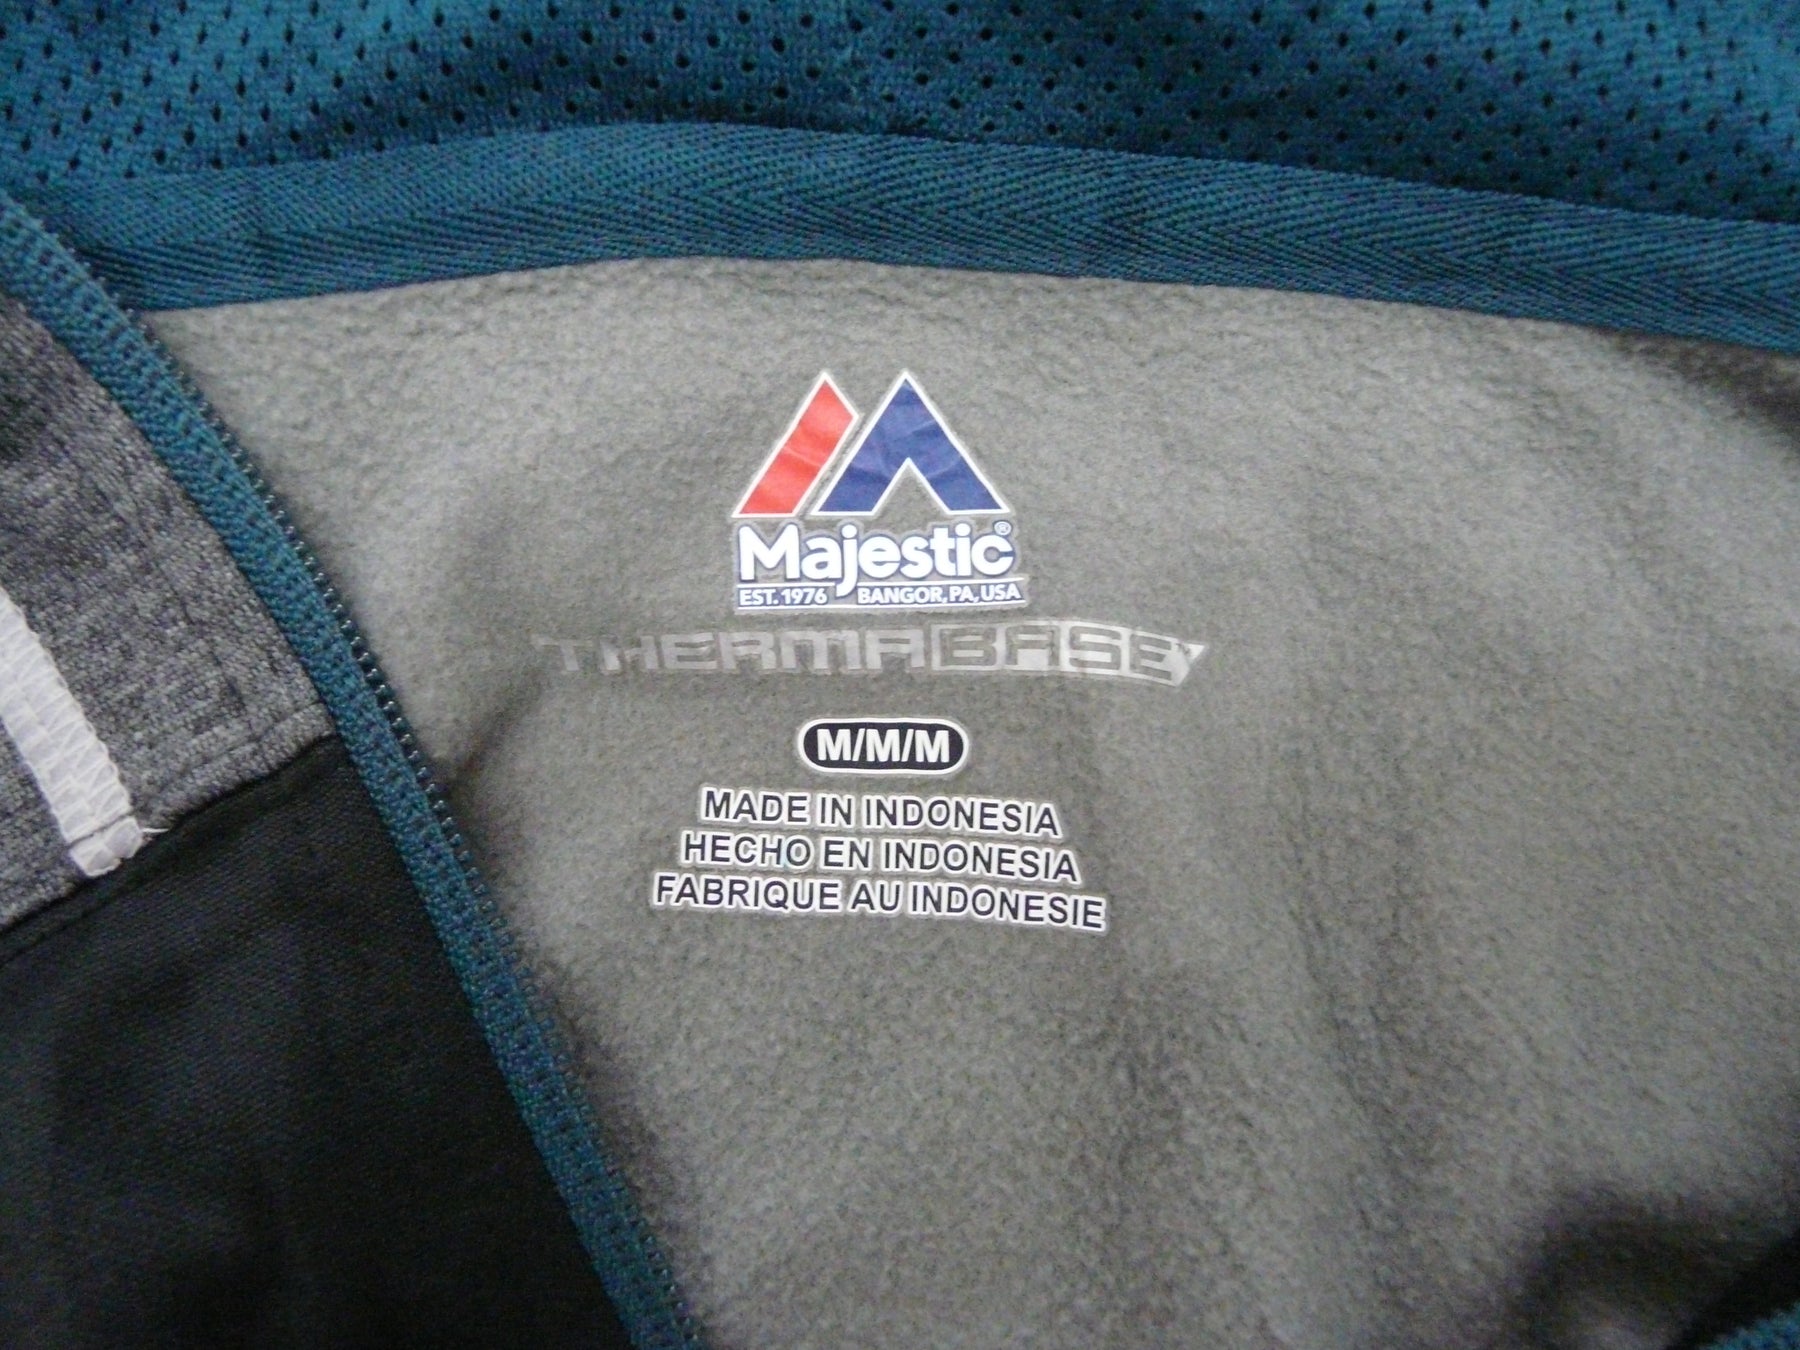 Majestic®
EST. 1976 BANGOR, PA, USA
THERMABASE
M/M/M
MADE IN INDONESIA
HECHO EN INDONESIA
FABRIQUE AU INDONESIE